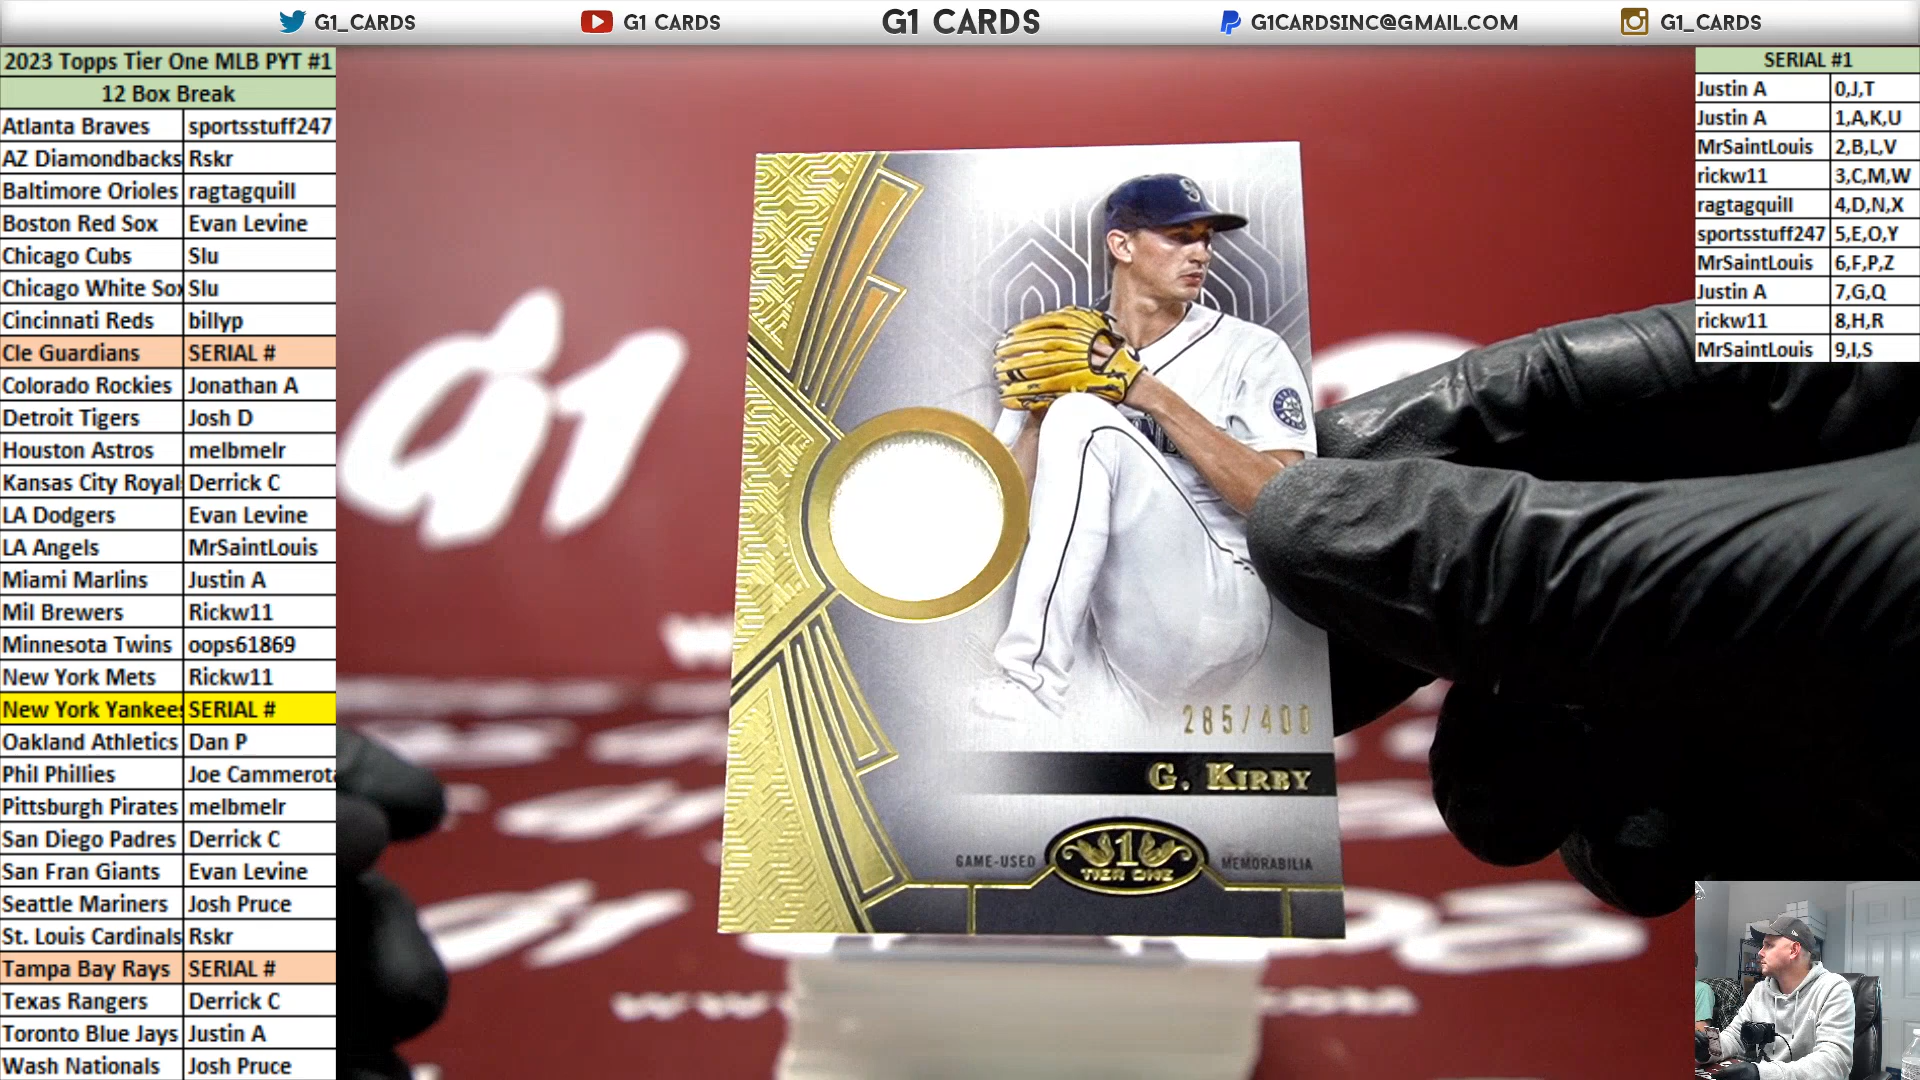 G1_CARDS
G1 CARDS
G1 CARDS
G1CARDSINC@GMAIL.COM
G1_CARDS
2023 Topps Tier One MLB PYT #1
12 Box Break
Atlanta Braves sportsstuff247
AZ Diamondbacks Rskr
Baltimore Orioles ragtagquill
Boston Red Sox Evan Levine
Chicago Cubs Slu
Chicago White Sox Slu
Cincinnati Reds billyp
Cle Guardians SERIAL #
Colorado Rockies Jonathan A
Detroit Tigers Josh D
Houston Astros melbmelr
Kansas City Royal Derrick C
LA Dodgers Evan Levine
LA Angels MrSaintLouis
Miami Marlins Justin A
Mil Brewers Rickw11
Minnesota Twins oops61869
New York Mets Rickw11
New York Yankees SERIAL #
Oakland Athletics Dan P
Phil Phillies Joe Cammerota
Pittsburgh Pirates melbmelr
San Diego Padres Derrick C
San Fran Giants Evan Levine
Seattle Mariners Josh Pruce
St. Louis Cardinals Rskr
Tampa Bay Rays SERIAL #
Texas Rangers Derrick C
Toronto Blue Jays Justin A
Wash Nationals Josh Pruce
SERIAL #1
Justin A 0,J,T
Justin A 1,A,K,U
MrSaintLouis 2,B,L,V
rickw11 3,C,M,W
ragtagquill 4,D,N,X
sportsstuff247 5,E,O,Y
MrSaintLouis 6,F,P,Z
Justin A 7,G,Q
rickw11 8,H,R
MrSaintLouis 9,I,S
G1
285/400
G. KIRBY
GAME-USED 1 MEMORABILIA
TIER ONE